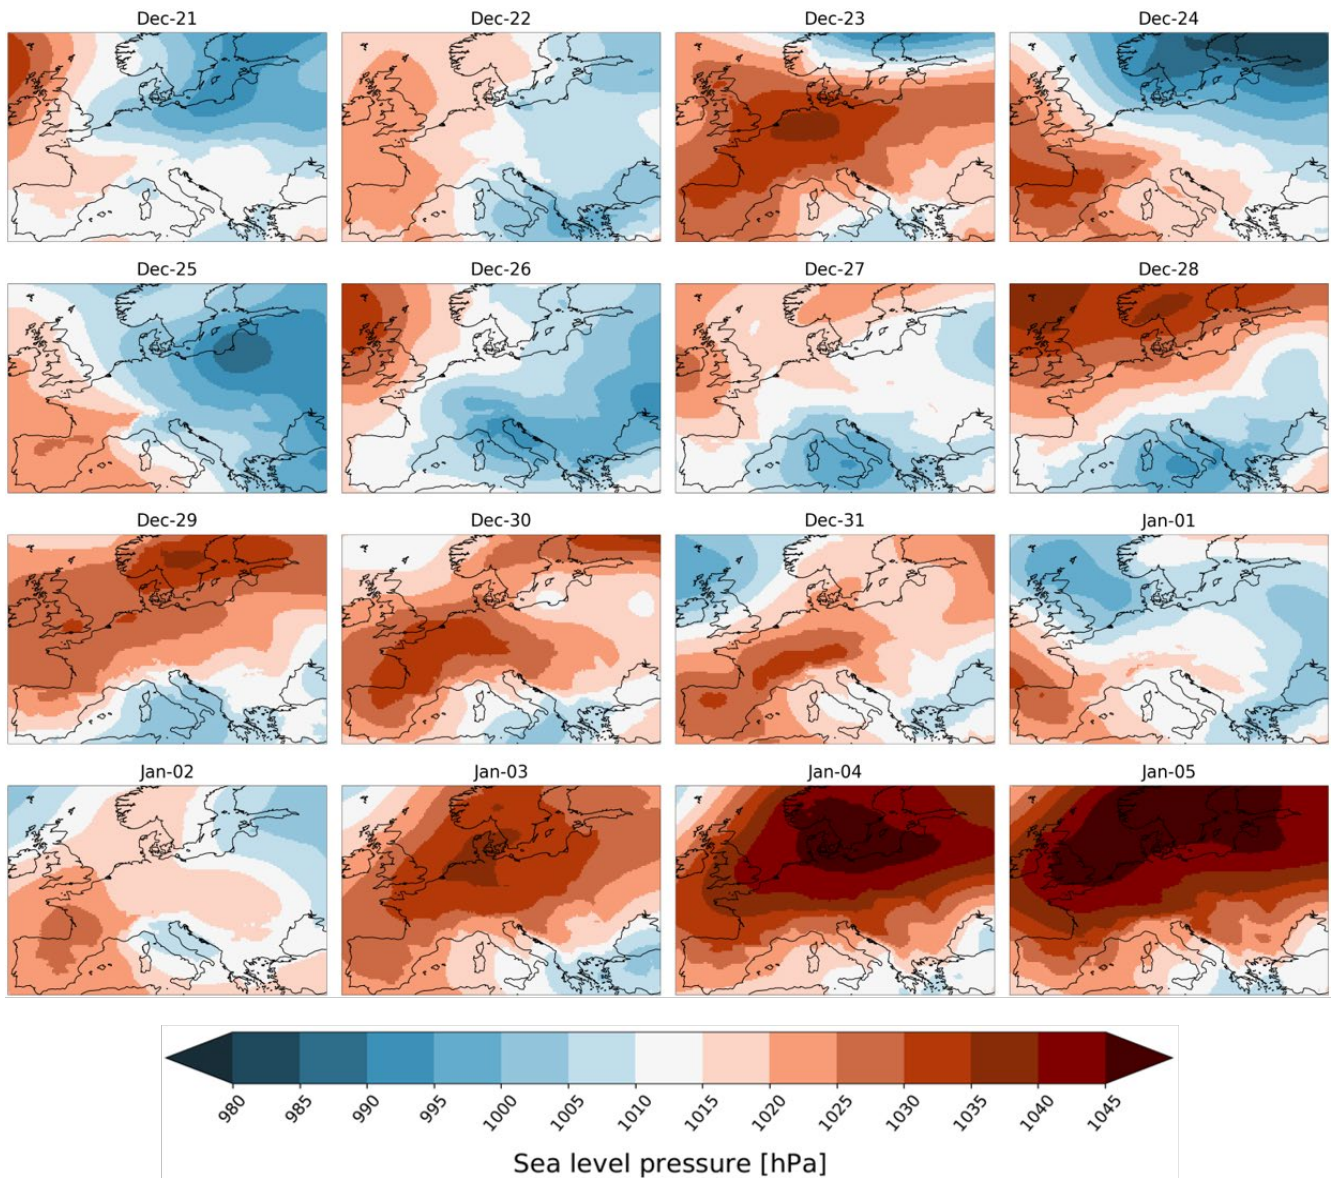 Dec-21 Dec-22 Dec-23 Dec-24
Dec-25 Dec-26 Dec-27 Dec-28
Dec-29 Dec-30 Dec-31 Jan-01
Jan-02 Jan-03 Jan-04 Jan-05
980 985 990 995 1000 1005 1010 1015 1020 1025 1030 1035 1040 1045
Sea level pressure [hPa]